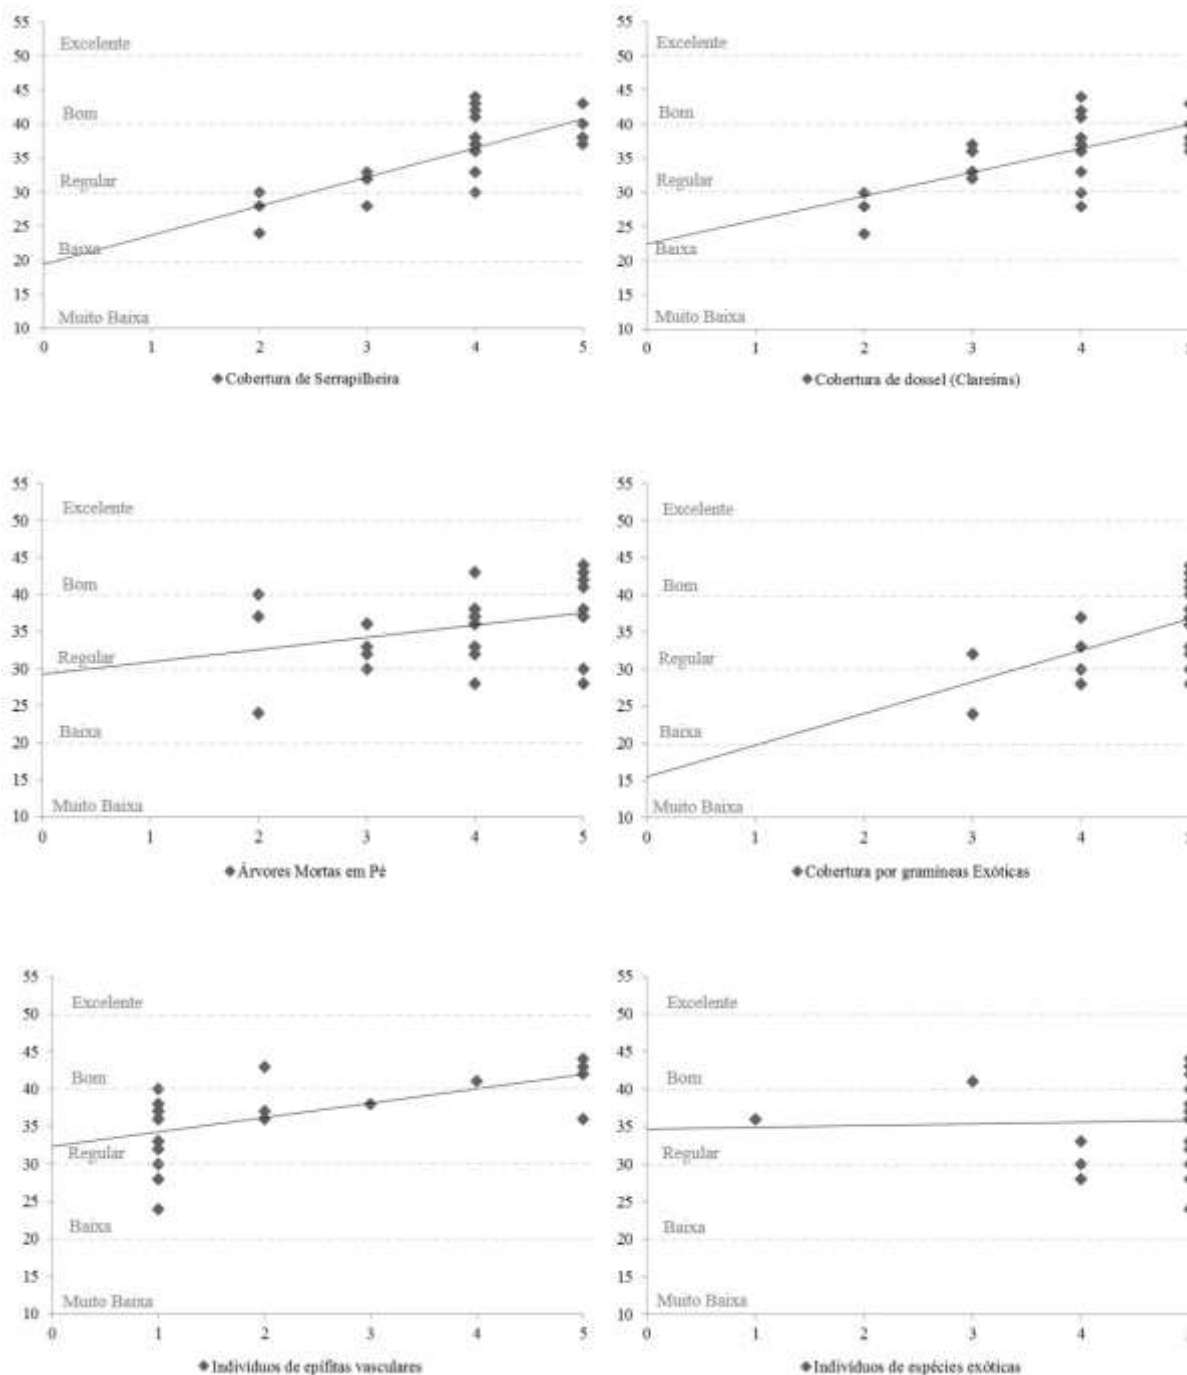 55
Excelente
50
45
Bom
40
35
30
Regular
25
Baixa
20
15
Muito Baixa
10
0 1 2 3 4 5
◆ Cobertura de Serrapilheira
55
Excelente
50
45
Bom
40
35
30
Regular
25
Baixa
20
15
Muito Baixa
10
0 1 2 3 4
◆ Cobertura de dossel (Clareiras)
55
Excelente
50
45
Bom
40
35
30
Regular
25
Baixa
20
15
Muito Baixa
10
0 1 2 3 4 5
◆ Árvores Mortas em Pé
55
Excelente
50
45
Bom
40
35
30
Regular
25
Baixa
20
15
Muito Baixa
10
0 1 2 3 4
◆ Cobertura por gramíneas Exóticas
55
Excelente
50
45
Bom
40
35
30
Regular
25
Baixa
20
15
Muito Baixa
10
0 1 2 3 4 5
◆ Indivíduos de epífitas vasculares
55
Excelente
50
45
Bom
40
35
30
Regular
25
Baixa
20
15
Muito Baixa
10
0 1 2 3 4
◆ Indivíduos de espécies exóticas